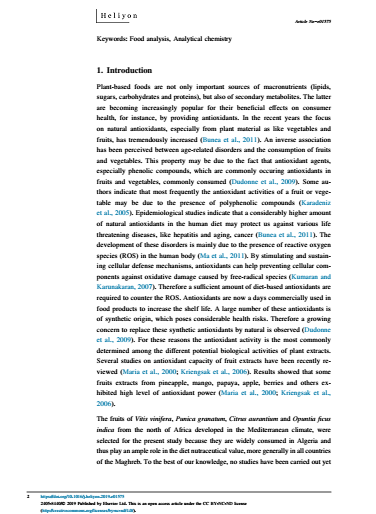 Heliyon
Article No~e01575
Keywords: Food analysis, Analytical chemistry
1. Introduction
Plant-based foods are not only important sources of macronutrients (lipids,
sugars, carbohydrates and proteins), but also of secondary metabolites. The latter
are becoming increasingly popular for their beneficial effects on consumer
health, for instance, by providing antioxidants. In the recent years the focus
on natural antioxidants, especially from plant material as like vegetables and
fruits, has tremendously increased (Bunea et al., 2011). An inverse association
has been perceived between age-related disorders and the consumption of fruits
and vegetables. This property may be due to the fact that antioxidant agents,
especially phenolic compounds, which are commonly occuring antioxidants in
fruits and vegetables, commonly consumed (Dudonne et al., 2009). Some au-
thors indicate that most frequently the antioxidant activities of a fruit or vege-
table may be due to the presence of polyphenolic compounds (Karadeniz
et al., 2005). Epidemiological studies indicate that a considerably higher amount
of natural antioxidants in the human diet may protect us against various life
threatening diseases, like hepatitis and aging, cancer (Bunea et al., 2011). The
development of these disorders is mainly due to the presence of reactive oxygen
species (ROS) in the human body (Ma et al., 2011). By stimulating and sustain-
ing cellular defense mechanisms, antioxidants can help preventing cellular com-
ponents against oxidative damage caused by free-radical species (Kumaran and
Karunakaran, 2007). Therefore a sufficient amount of diet-based antioxidants are
required to counter the ROS. Antioxidants are now a days commercially used in
food products to increase the shelf life. A large number of these antioxidants is
of synthetic origin, which poses considerable health risks. Therefore a growing
concern to replace these synthetic antioxidants by natural is observed (Dudonne
et al., 2009). For these reasons the antioxidant activity is the most commonly
determined among the different potential biological activities of plant extracts.
Several studies on antioxidant capacity of fruit extracts have been recently re-
viewed (Maria et al., 2000; Kriengsak et al., 2006). Results showed that some
fruits extracts from pineapple, mango, papaya, apple, berries and others ex-
hibited high level of antioxidant power (Maria et al., 2000; Kriengsak et al.,
2006).
The fruits of Vitis vinifera, Punica granatum, Citrus aurantium and Opuntia ficus
indica from the north of Africa developed in the Mediterranean climate, were
selected for the present study because they are widely consumed in Algeria and
thus play an ample role in the diet nutraceutical value, more generally in all countries
of the Maghreb. To the best of our knowledge, no studies have been carried out yet
2 https://doi.org/10.1016/j.heliyon.2019.e01575
2405-8440/© 2019 Published by Elsevier Ltd. This is an open access article under the CC BY-NC-ND license
(http://creativecommons.org/licenses/by-nc-nd/4.0/).